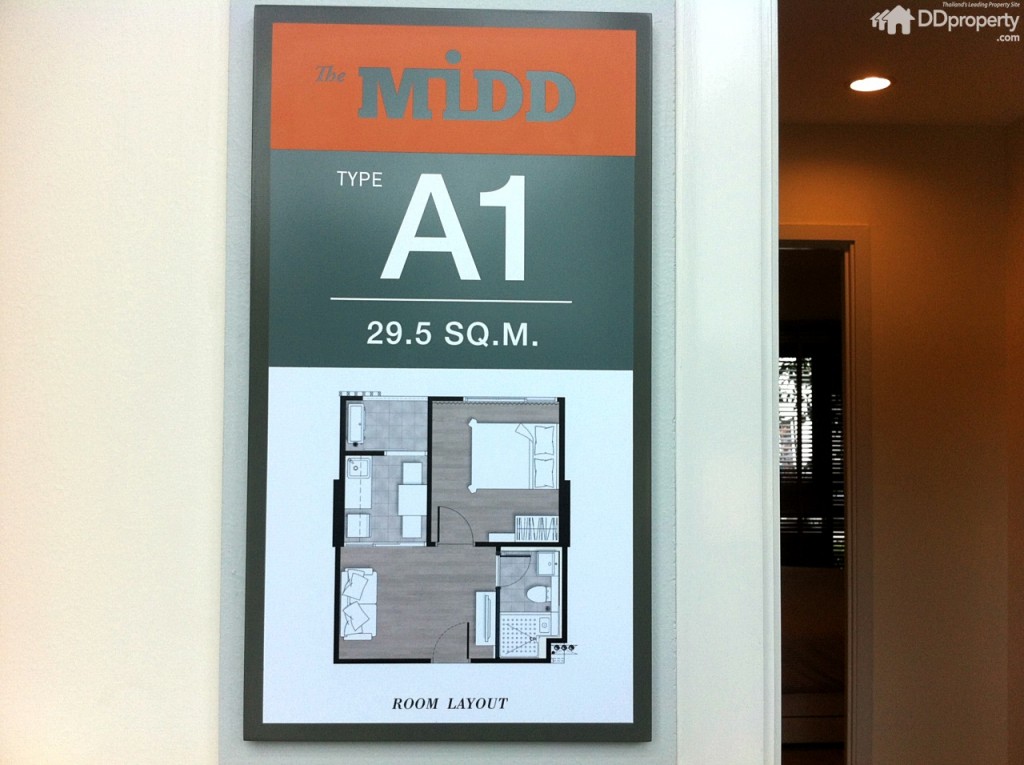 Thailand's Leading Property Site
DDproperty
.com
The MiDD
TYPE A1
29.5 SQ.M.
ROOM LAYOUT